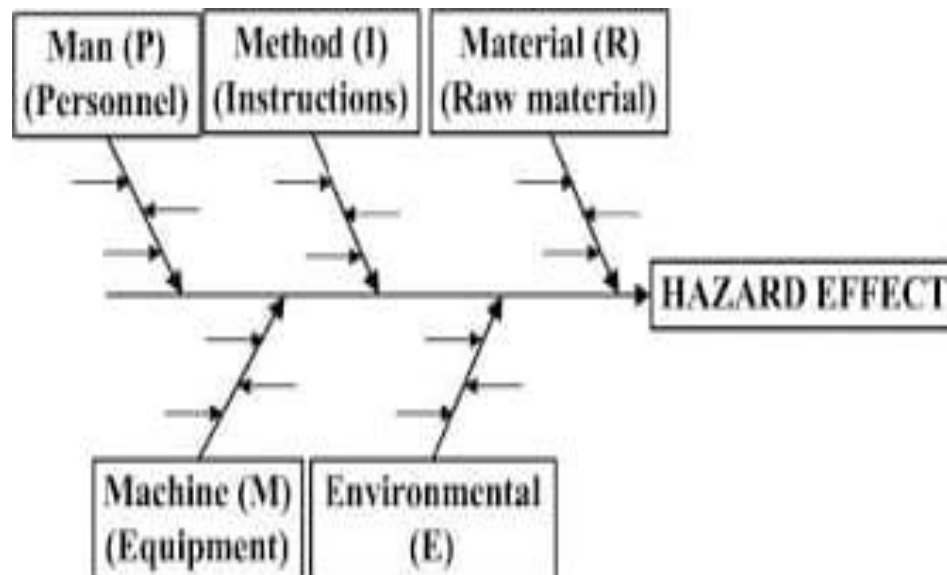 Man (P)
(Personnel)
Method (I)
(Instructions)
Material (R)
(Raw material)
HAZARD EFFECT
Machine (M)
(Equipment)
Environmental
(E)